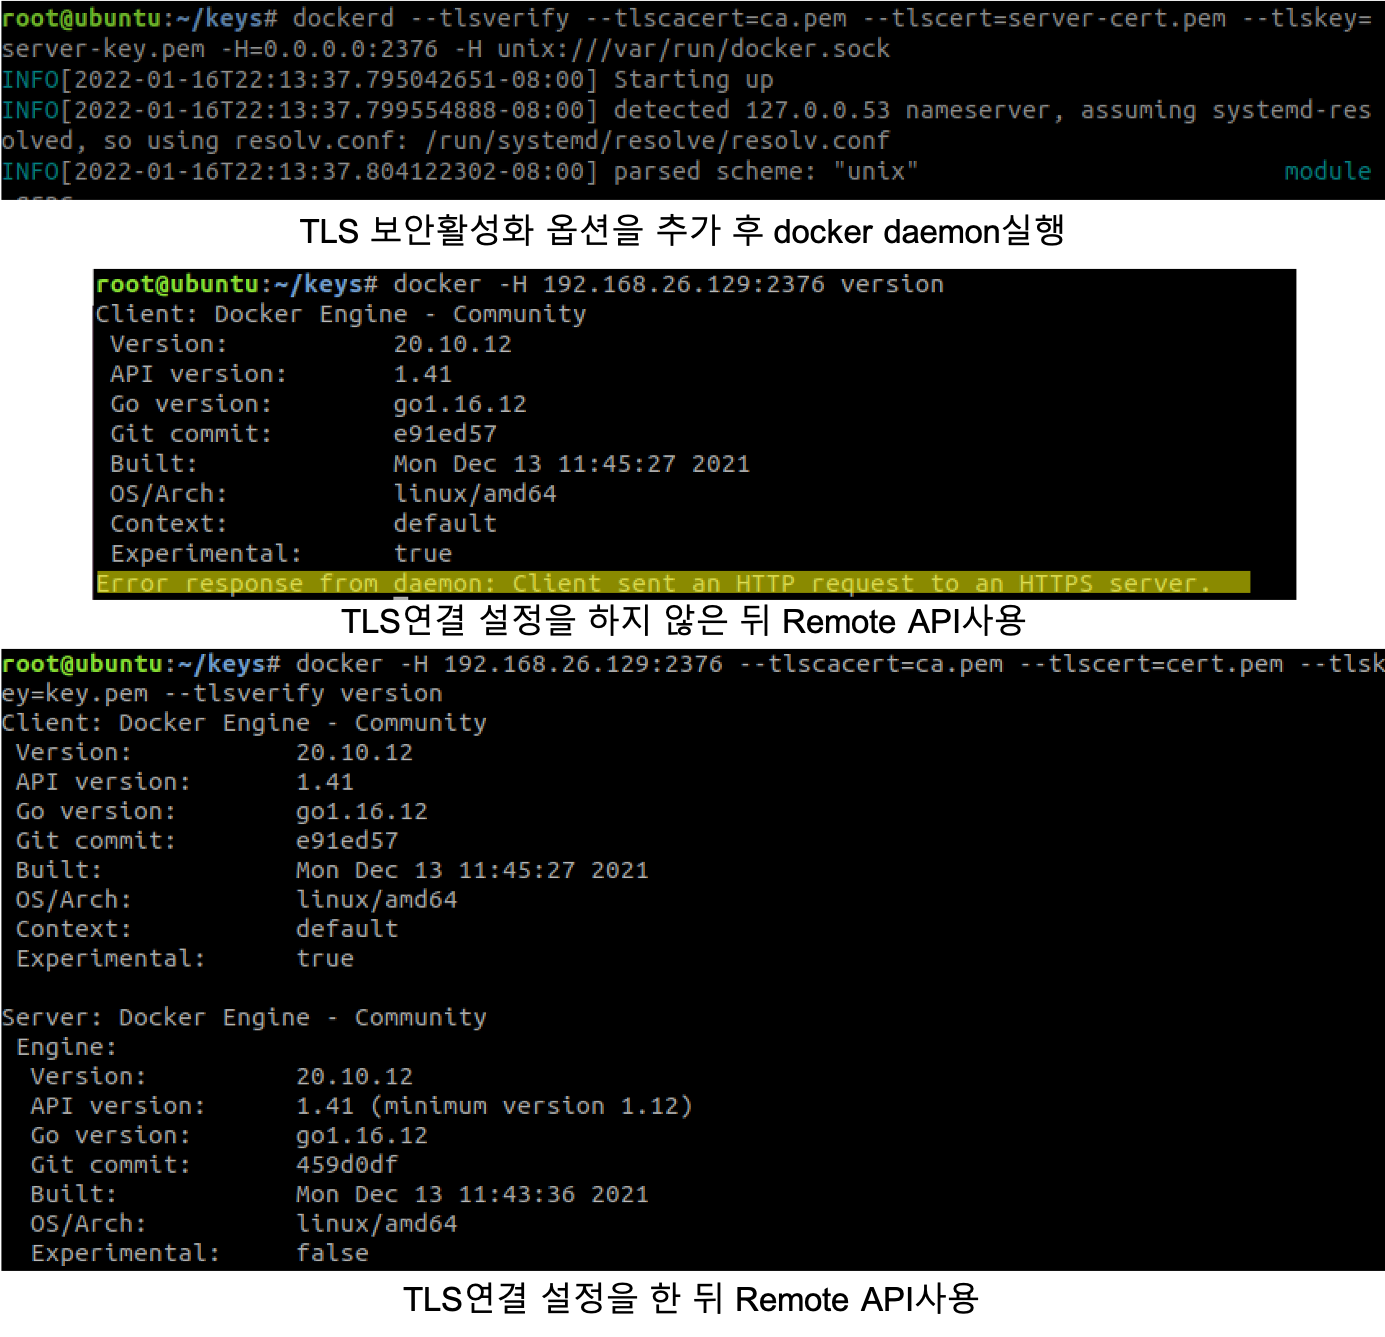 root@ubuntu:~/keys# dockerd --tlsverify --tlscacert=ca.pem --tlscert=server-cert.pem --tlskey=
server-key.pem -H=0.0.0.0:2376 -H unix:///var/run/docker.sock
INFO[2022-01-16T22:13:37.795042651-08:00] Starting up
INFO[2022-01-16T22:13:37.799554888-08:00] detected 127.0.0.53 nameserver, assuming systemd-res
olved, so using resolv.conf: /run/systemd/resolve/resolv.conf
INFO[2022-01-16T22:13:37.804122302-08:00] parsed scheme: "unix" module
TLS 보안활성화 옵션을 추가 후 docker daemon실행
root@ubuntu:~/keys# docker -H 192.168.26.129:2376 version
Client: Docker Engine - Community
Version: 20.10.12
API version: 1.41
Go version: go1.16.12
Git commit: e91ed57
Built: Mon Dec 13 11:45:27 2021
OS/Arch: linux/amd64
Context: default
Experimental: true
Error response from daemon: Client sent an HTTP request to an HTTPS server.
TLS연결 설정을 하지 않은 뒤 Remote API사용
root@ubuntu:~/keys# docker -H 192.168.26.129:2376 --tlscacert=ca.pem --tlscert=cert.pem --tlsk
ey=key.pem --tlsverify version
Client: Docker Engine - Community
Version: 20.10.12
API version: 1.41
Go version: go1.16.12
Git commit: e91ed57
Built: Mon Dec 13 11:45:27 2021
OS/Arch: linux/amd64
Context: default
Experimental: true
Server: Docker Engine - Community
Engine:
Version: 20.10.12
API version: 1.41 (minimum version 1.12)
Go version: go1.16.12
Git commit: 459d0df
Built: Mon Dec 13 11:43:36 2021
OS/Arch: linux/amd64
Experimental: false
TLS연결 설정을 한 뒤 Remote API사용